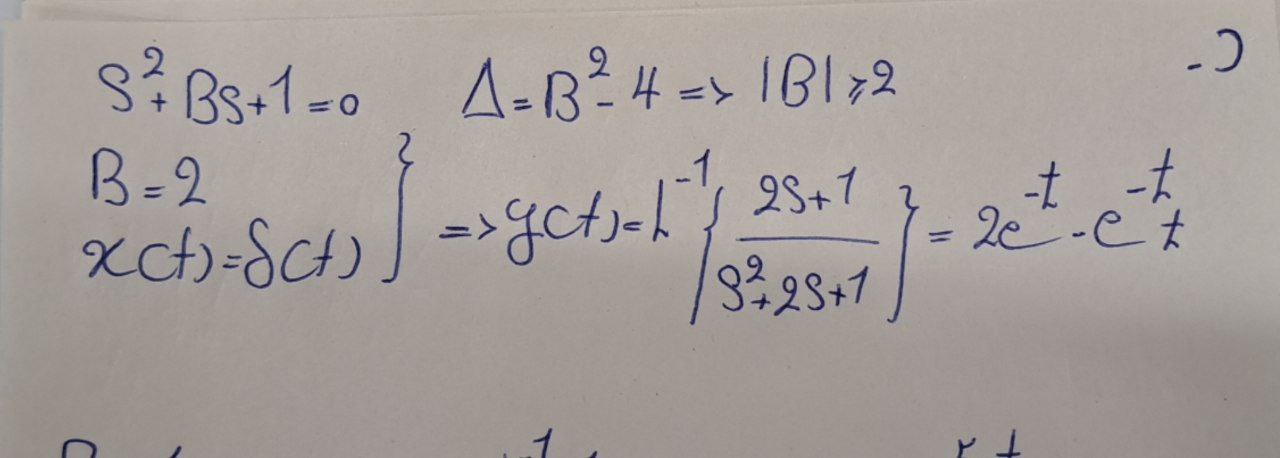 ج-
S²+BS+1=0 Δ=B²-4 => |B|≥2
B=2
x(t)=δ(t) } => y(t)=L⁻¹{ (2S+1)/(S²+2S+1) } = 2e^-t - e^-t t